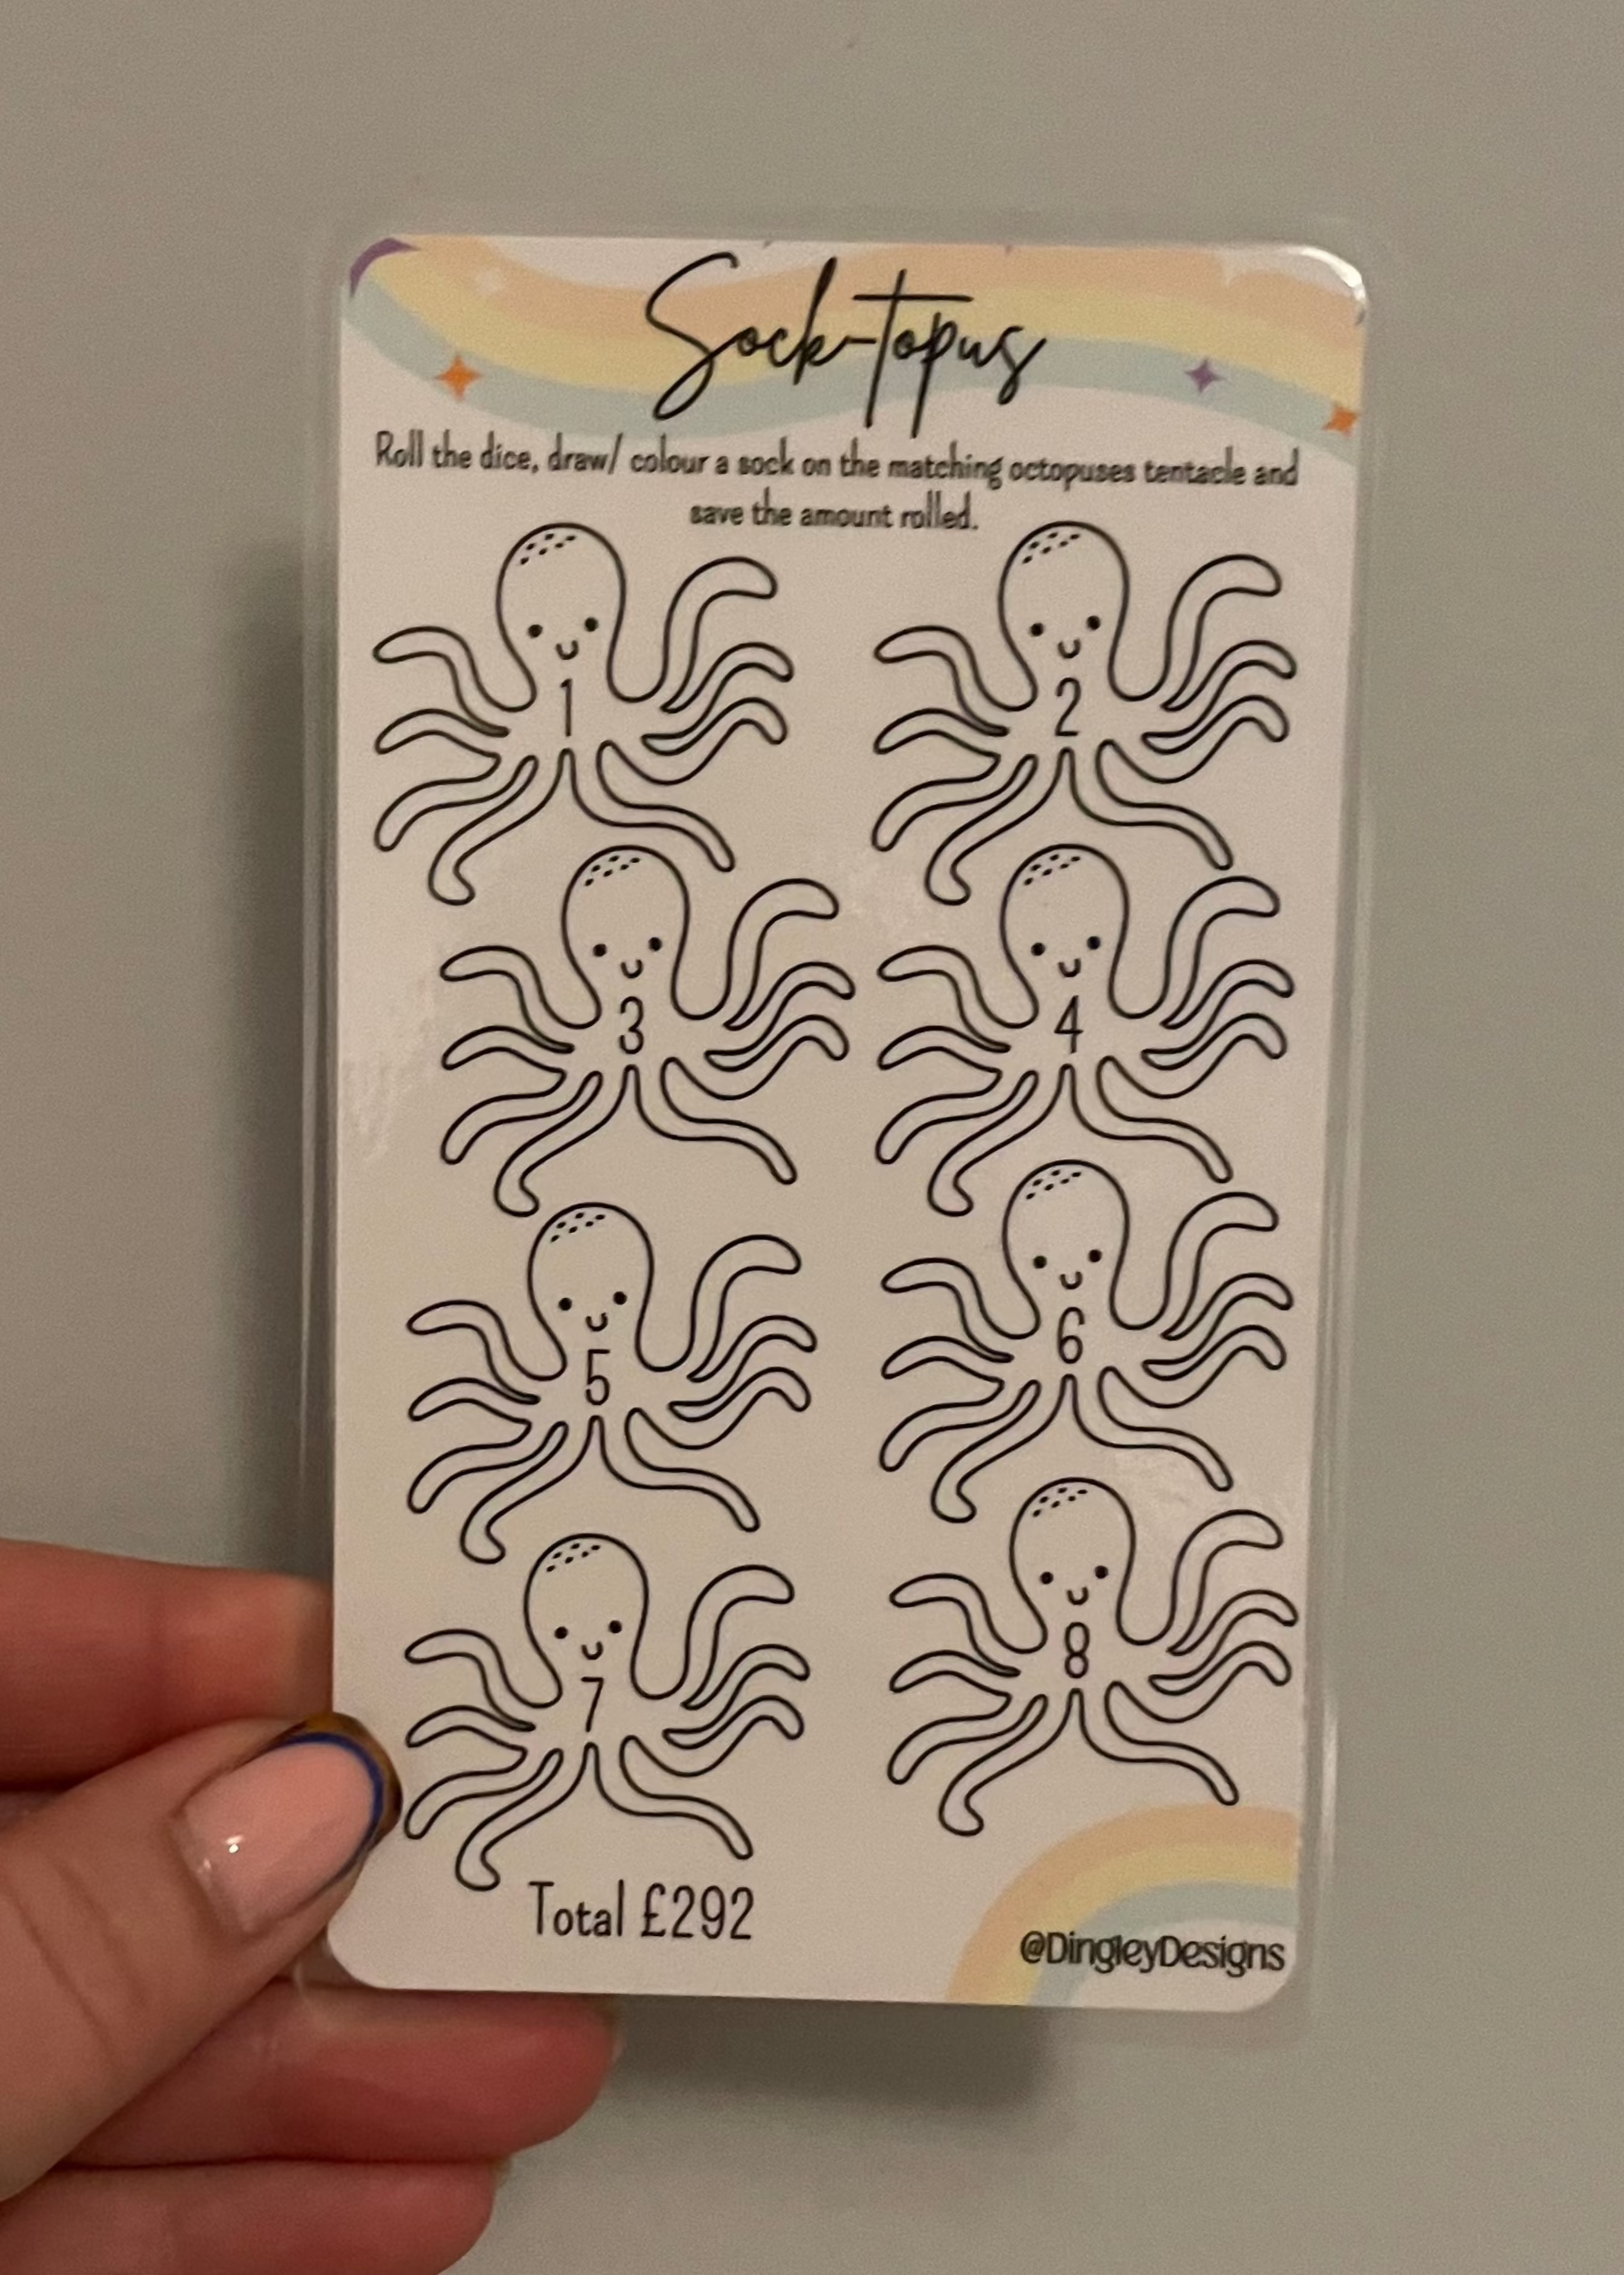 Sock-topus
Roll the dice, draw/ colour a sock on the matching octopuses tentacle and
save the amount rolled.
1
2
3
4
5
6
7
8
Total £292
@DingleyDesigns